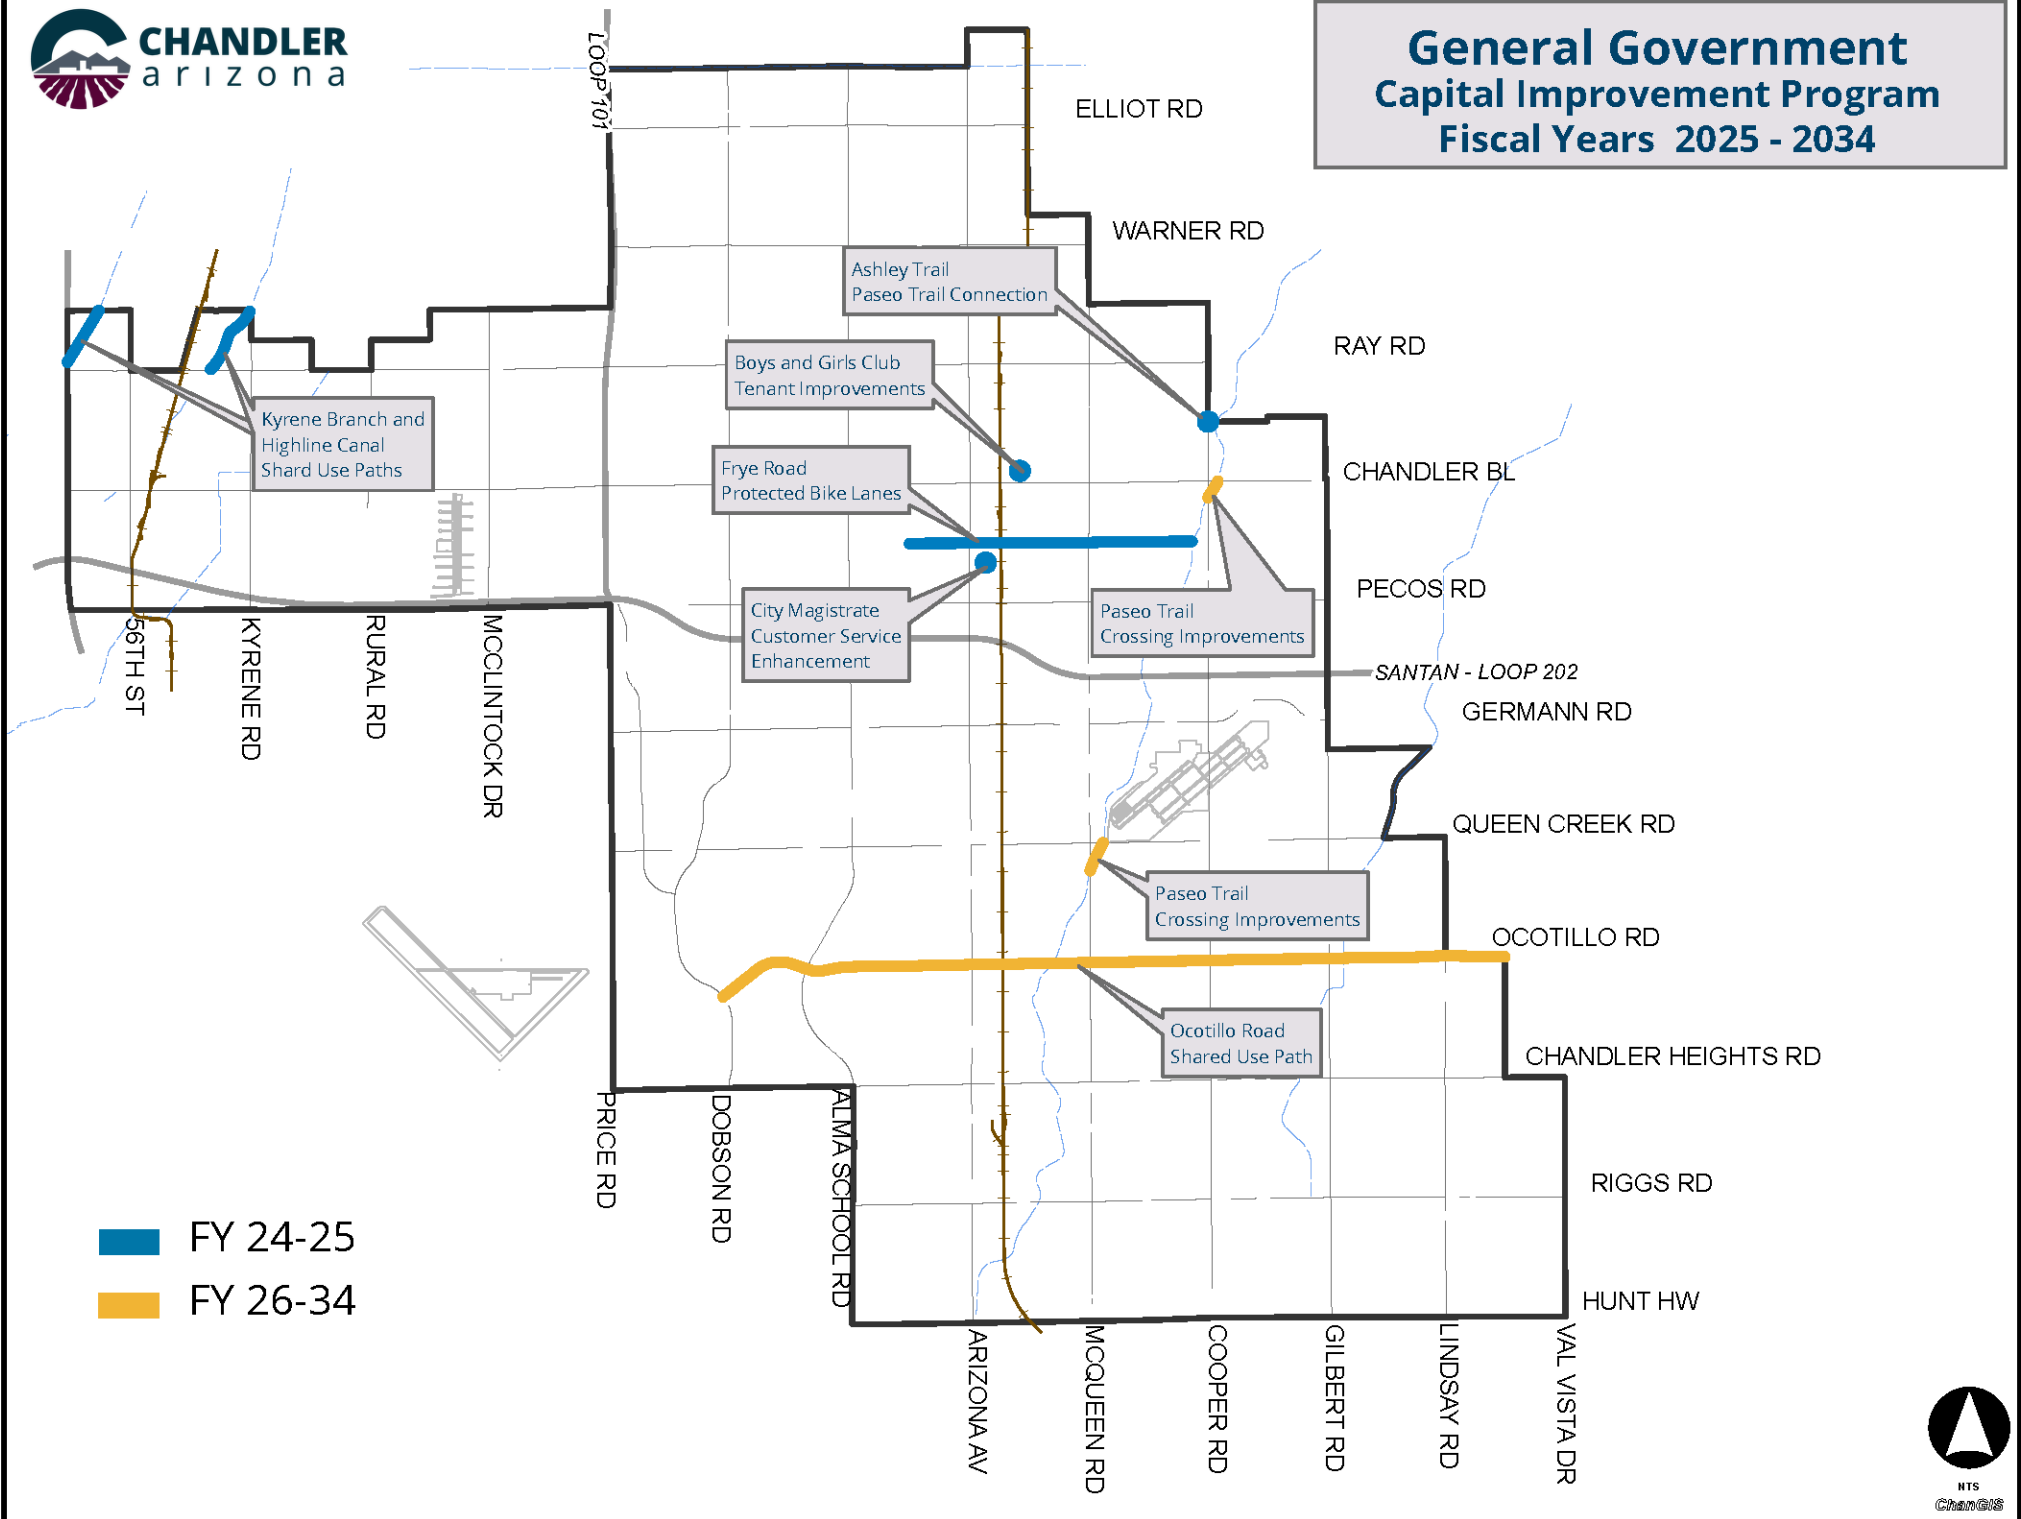 CHANDLER
arizona
General Government
Capital Improvement Program
Fiscal Years 2025 - 2034
LOOP 101
ELLIOT RD
WARNER RD
Ashley Trail
Paseo Trail Connection
RAY RD
Boys and Girls Club
Tenant Improvements
Kyrene Branch and
Highline Canal
Shard Use Paths
Frye Road
Protected Bike Lanes
CHANDLER BL
PECOS RD
City Magistrate
Customer Service
Enhancement
Paseo Trail
Crossing Improvements
56TH ST
KYRENE RD
RURAL RD
MCCLINTOCK DR
SANTAN - LOOP 202
GERMANN RD
QUEEN CREEK RD
Paseo Trail
Crossing Improvements
OCOTILLO RD
Ocotillo Road
Shared Use Path
CHANDLER HEIGHTS RD
PRICE RD
DOBSON RD
ALMA SCHOOL RD
RIGGS RD
FY 24-25
FY 26-34
HUNT HW
ARIZONA AV
MCQUEEN RD
COOPER RD
GILBERT RD
LINDSAY RD
VAL VISTA DR
NTS
ChanGIS